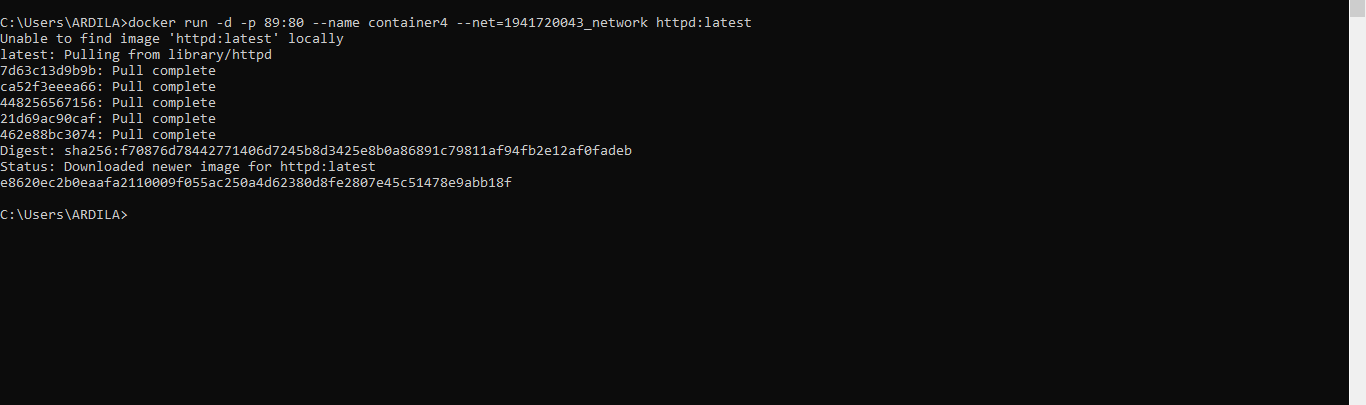 C:\Users\ARDILA>docker run -d -p 89:80 --name container4 --net=1941720043_network httpd:latest
Unable to find image 'httpd:latest' locally
latest: Pulling from library/httpd
7d63c13d9b9b: Pull complete
ca52f3eeea66: Pull complete
448256567156: Pull complete
21d69ac90caf: Pull complete
462e88bc3074: Pull complete
Digest: sha256:f70876d78442771406d7245b8d3425e8b0a86891c79811af94fb2e12af0fadeb
Status: Downloaded newer image for httpd:latest
e8620ec2b0eaafa2110009f055ac250a4d62380d8fe2807e45c51478e9abb18f
C:\Users\ARDILA>